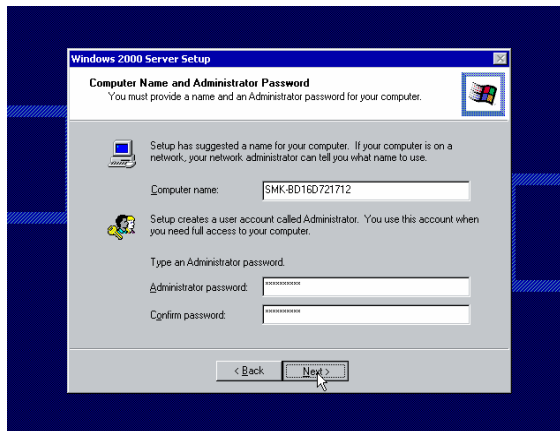 Windows 2000 Server Setup
Computer Name and Administrator Password
You must provide a name and an Administrator password for your computer.
Setup has suggested a name for your computer. If your computer is on a
network, your network administrator can tell you what name to use.
Computer name: SMK-BD16D721712
Setup creates a user account called Administrator. You use this account when
you need full access to your computer.
Type an Administrator password.
Administrator password: **********
Confirm password: **********
< Back Next >